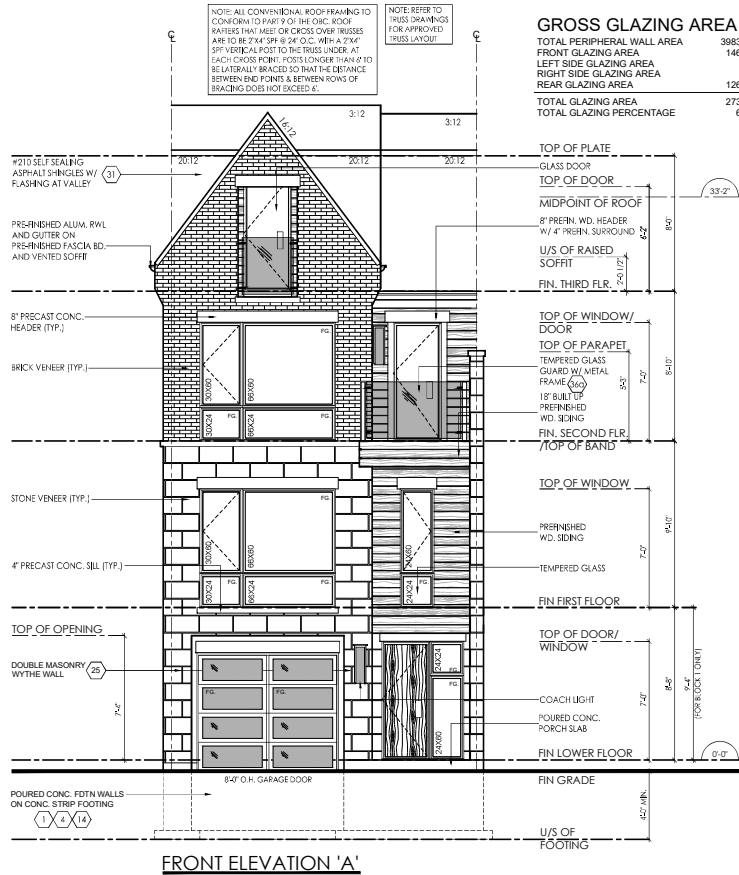 NOTE: ALL CONVENTIONAL ROOF FRAMING TO
CONFORM TO PART 9 OF THE OBC. ROOF
RAFTERS THAT MEET OR CROSS OVER TRUSSES
ARE TO BE 2"X4" SPF @ 24" O.C. WITH A 2"X4"
SPF VERTICAL POST TO THE TRUSS UNDER, AT
EACH CROSS POINT. POSTS LONGER THAN 6' TO
BE LATERALLY BRACED SO THAT THE DISTANCE
BETWEEN END POINTS & BETWEEN ROWS OF
BRACING DOES NOT EXCEED 6'.
NOTE: REFER TO
TRUSS DRAWINGS
FOR APPROVED
TRUSS LAYOUT
GROSS GLAZING AREA
TOTAL PERIPHERAL WALL AREA 3983
FRONT GLAZING AREA 146
LEFT SIDE GLAZING AREA
RIGHT SIDE GLAZING AREA
REAR GLAZING AREA 126
TOTAL GLAZING AREA 273
TOTAL GLAZING PERCENTAGE 6
3:12
3:12
16:12
20:12
20:12
20:12
#210 SELF SEALING
ASPHALT SHINGLES W/
FLASHING AT VALLEY
31
PRE-FINISHED ALUM. RWL
AND GUTTER ON
PRE-FINISHED FASCIA BD.
AND VENTED SOFFIT
8" PRECAST CONC.
HEADER (TYP.)
BRICK VENEER (TYP.)
STONE VENEER (TYP.)
4" PRECAST CONC. SILL (TYP.)
TOP OF OPENING
DOUBLE MASONRY
WYTHE WALL
25
7'-6"
POURED CONC. FDTN WALLS
ON CONC. STRIP FOOTING
1 4 14
FG.
30X60
66X60
FG.
30X24
66X24
FG.
FG.
30X60
66X60
24X60
FG.
30X24
66X24
FG.
FG.
24X24
FG.
FG.
24X24
FG.
FG.
24X60
8'-0" O.H. GARAGE DOOR
TOP OF PLATE
GLASS DOOR
TOP OF DOOR
MIDPOINT OF ROOF
8" PREFIN. WD. HEADER
W/ 4" PREFIN. SURROUND
U/S OF RAISED
SOFFIT
FIN. THIRD FLR.
TOP OF WINDOW/
DOOR
TOP OF PARAPET
TEMPERED GLASS
GUARD W/ METAL
FRAME 36a
18" BUILT UP
PREFINISHED
WD. SIDING
FIN. SECOND FLR.
/TOP OF BAND
TOP OF WINDOW
PREFINISHED
WD. SIDING
TEMPERED GLASS
FIN FIRST FLOOR
TOP OF DOOR/
WINDOW
COACH LIGHT
POURED CONC.
PORCH SLAB
FIN LOWER FLOOR
FIN GRADE
U/S OF
FOOTING
6'-2"
8'-0"
2'-0 1/2"
33'-2"
5'-3"
7'-0"
8'-10"
7'-0"
9'-10"
7'-0"
8'-8"
9'-4"
(FOR BLOCK 1 ONLY)
0'-0"
4'-0" MIN.
FRONT ELEVATION 'A'